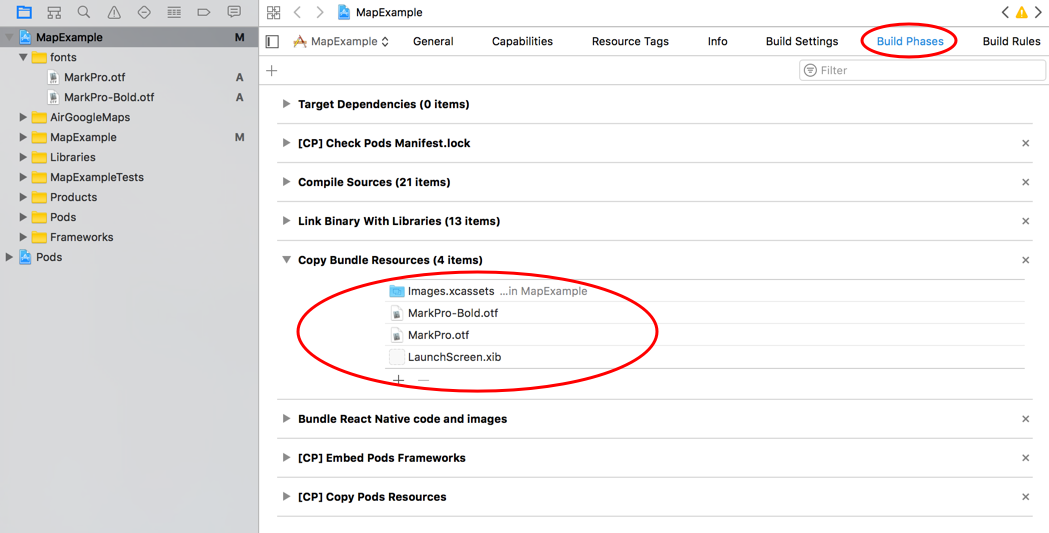 MapExample
MapExample M
MapExample General Capabilities Resource Tags Info Build Settings Build Phases Build Rules
fonts
MarkPro.otf A
Filter
MarkPro-Bold.otf A
Target Dependencies (0 items)
AirGoogleMaps
MapExample M
[CP] Check Pods Manifest.lock
Libraries
MapExampleTests
Compile Sources (21 items)
Products
Pods
Link Binary With Libraries (13 items)
Frameworks
Pods
Copy Bundle Resources (4 items)
Images.xcassets ...in MapExample
MarkPro-Bold.otf
MarkPro.otf
LaunchScreen.xib
Bundle React Native code and images
[CP] Embed Pods Frameworks
[CP] Copy Pods Resources